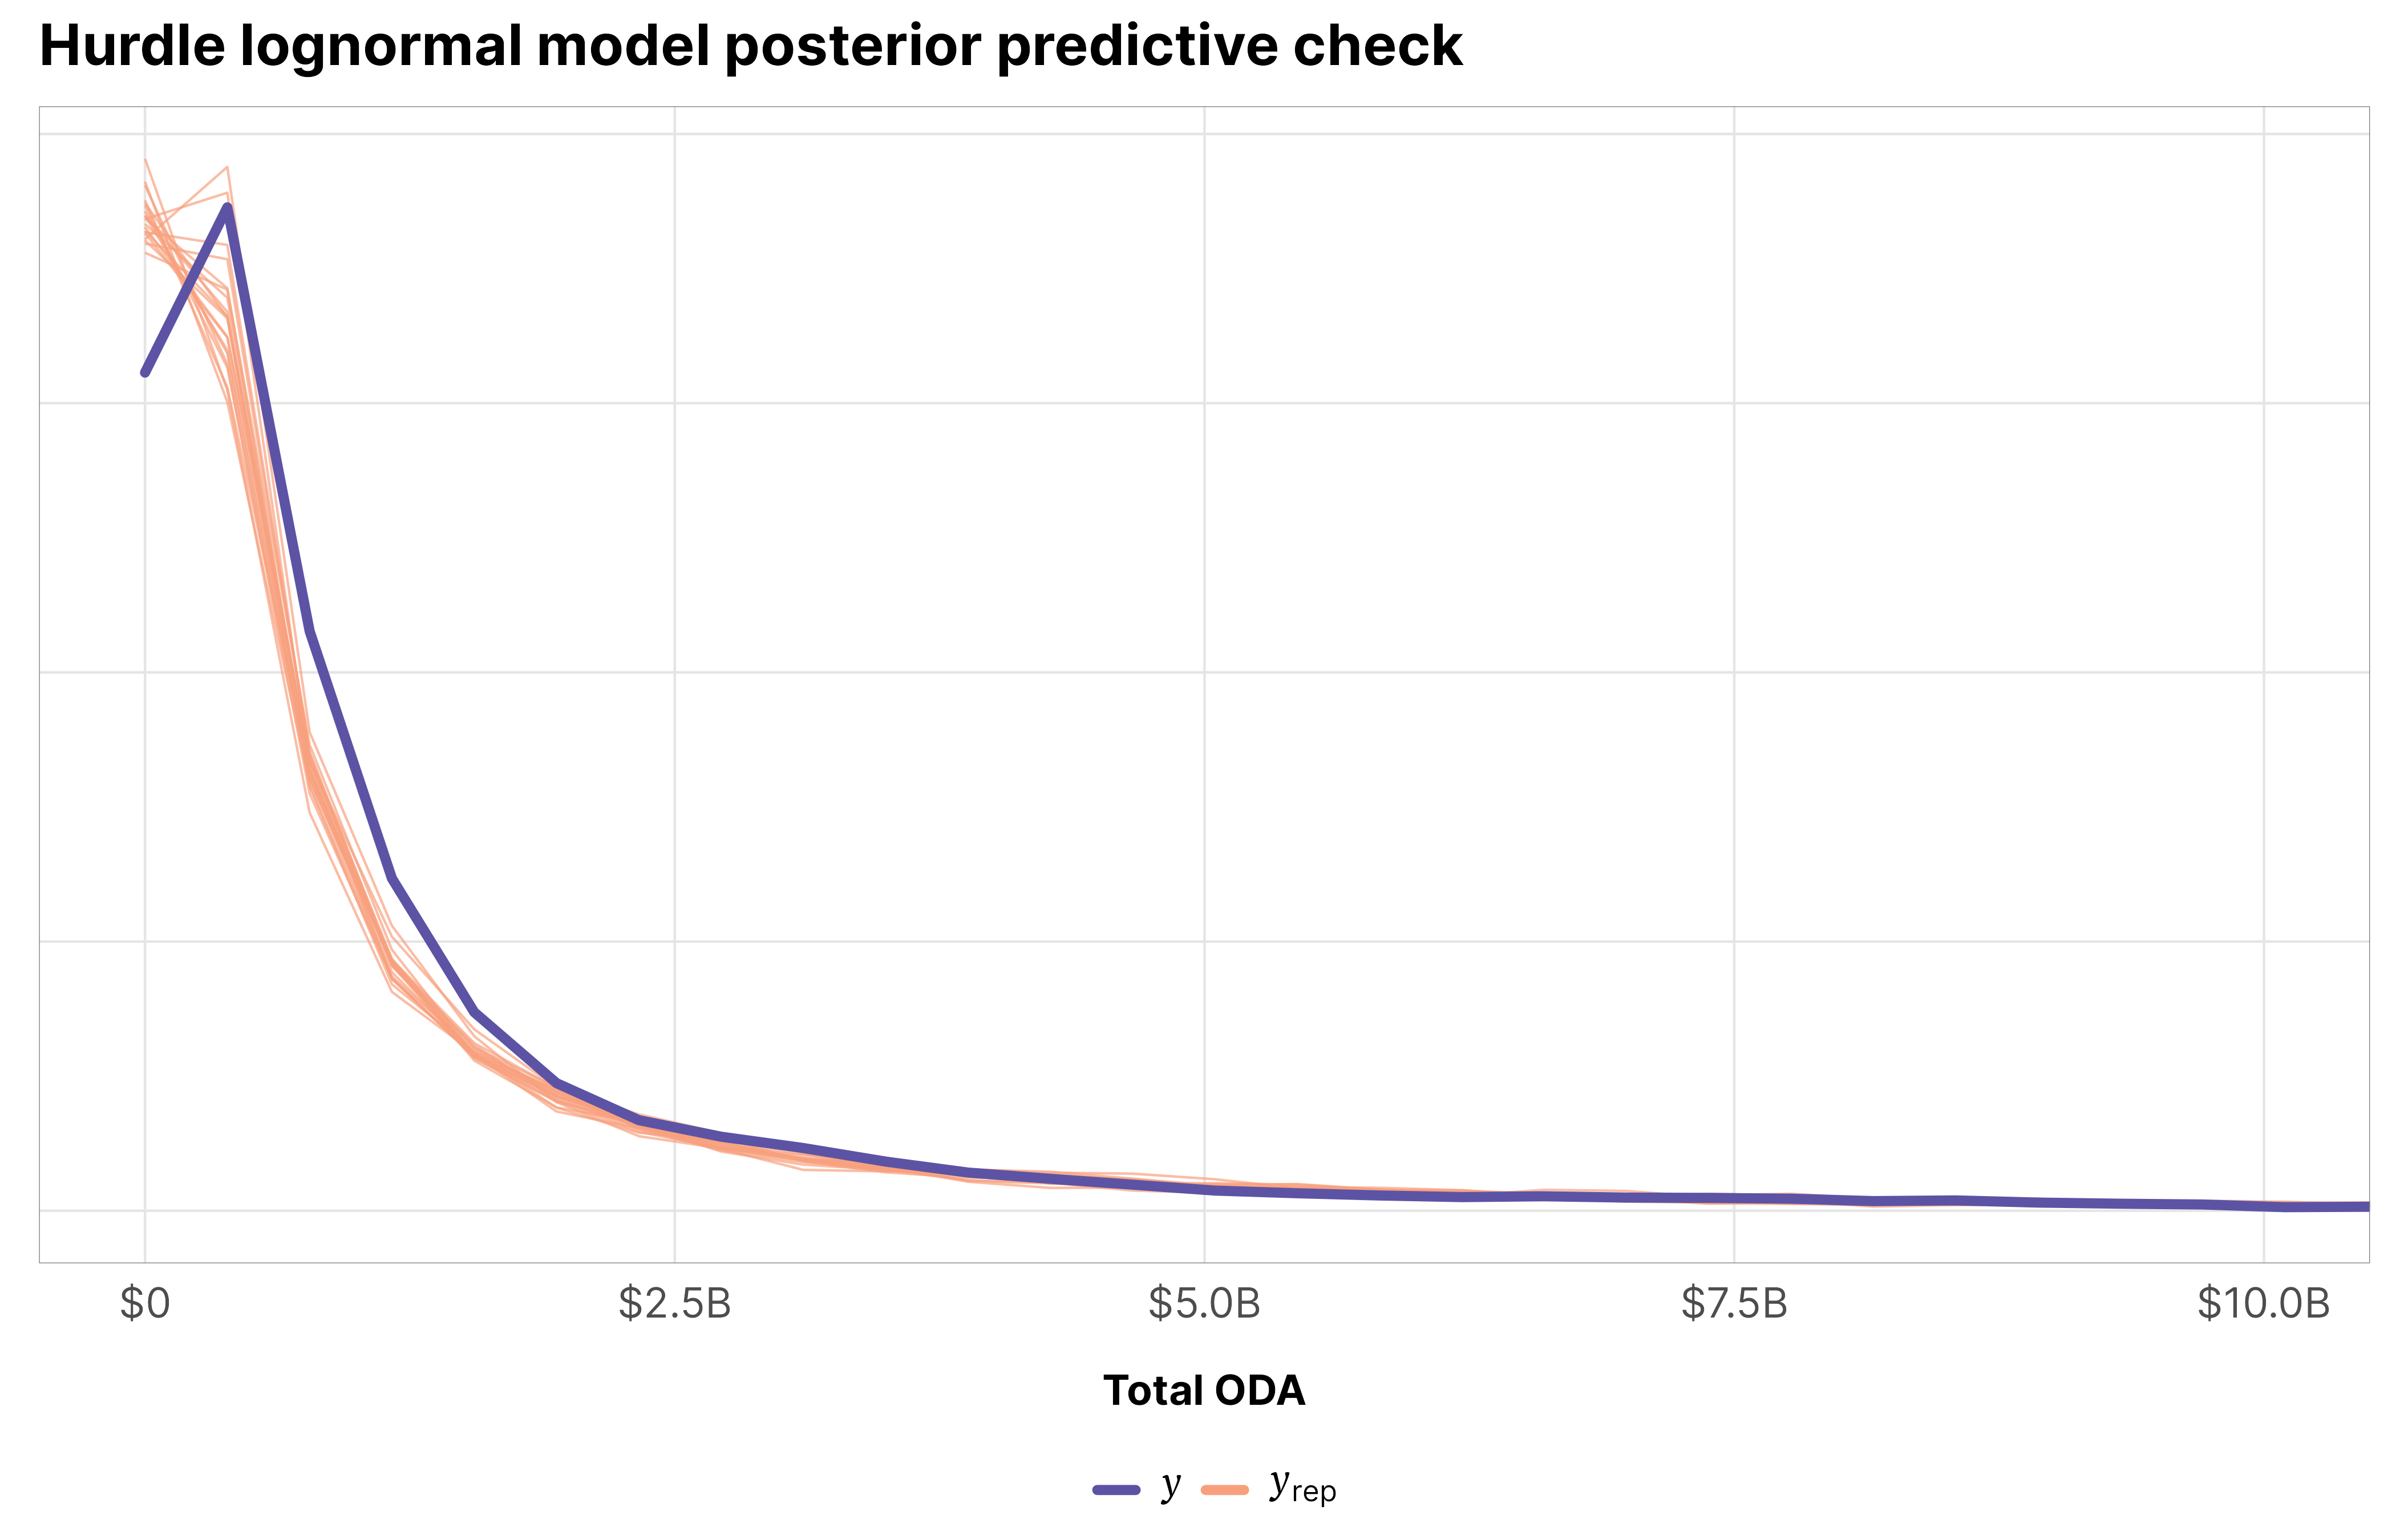 Hurdle lognormal model posterior predictive check
$0 $2.5B $5.0B $7.5B $10.0B
Total ODA
y yrep